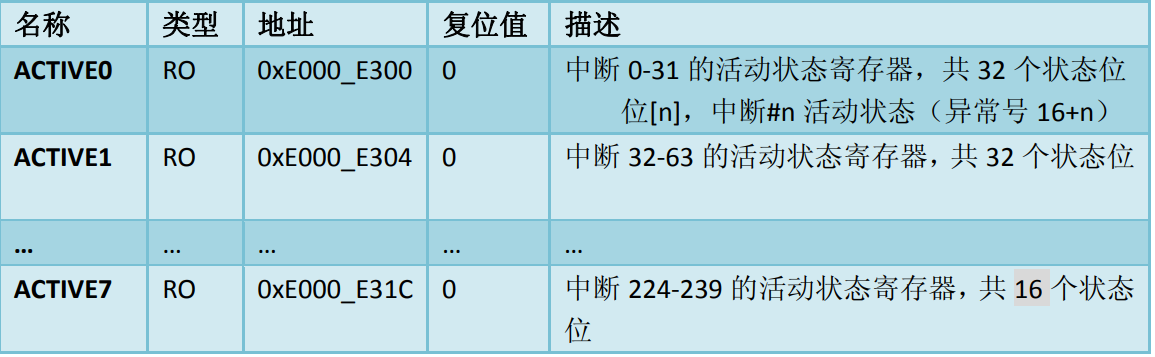 名称 类型 地址 复位值 描述
ACTIVE0 RO 0xE000_E300 0 中断 0-31 的活动状态寄存器，共 32 个状态位
位[n]，中断#n 活动状态（异常号 16+n）
ACTIVE1 RO 0xE000_E304 0 中断 32-63 的活动状态寄存器，共 32 个状态位
… … … … …
ACTIVE7 RO 0xE000_E31C 0 中断 224-239 的活动状态寄存器，共 16 个状态
位